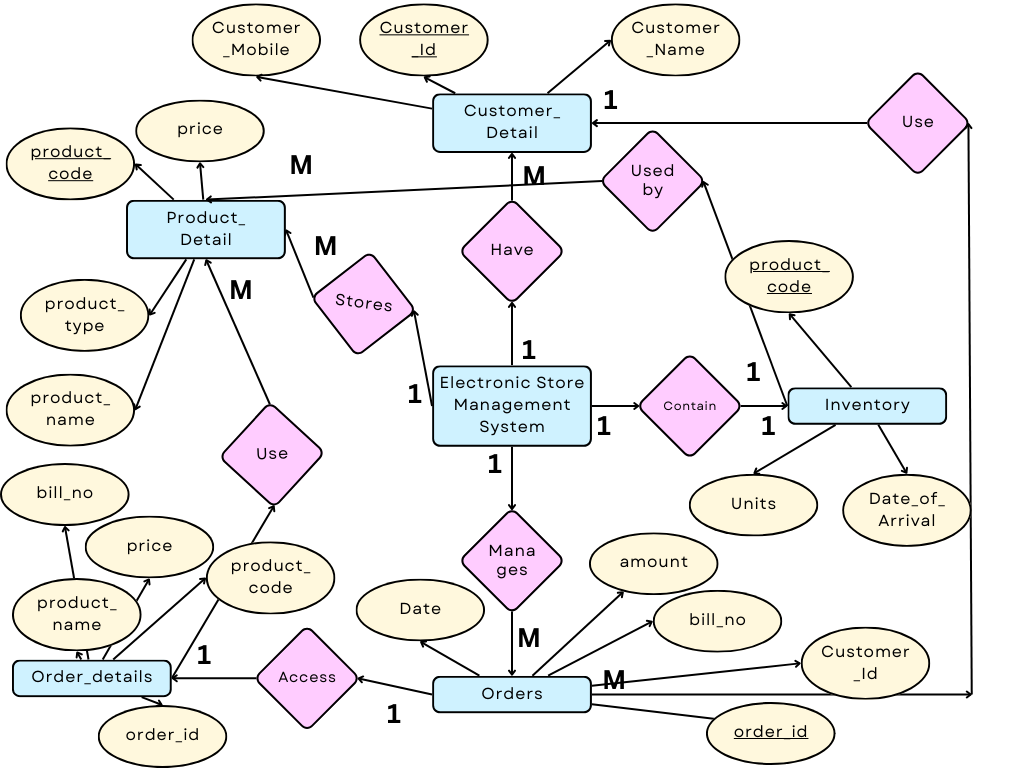 Customer
_Mobile
Customer
_Id
Customer
_Name
1
Customer_
Detail
Use
price
product_
code
M
M
Used
by
Product_
Detail
M
Have
product_
code
M
Stores
product_
type
1
1
1
Electronic Store
Management
System
Contain
Inventory
product_
name
1
1
Use
1
bill_no
Units
Date_of_
Arrival
price
Mana
ges
amount
product_
code
product_
name
Date
bill_no
M
1
Customer
_Id
Order_details
Access
Orders
M
1
order_id
order_id